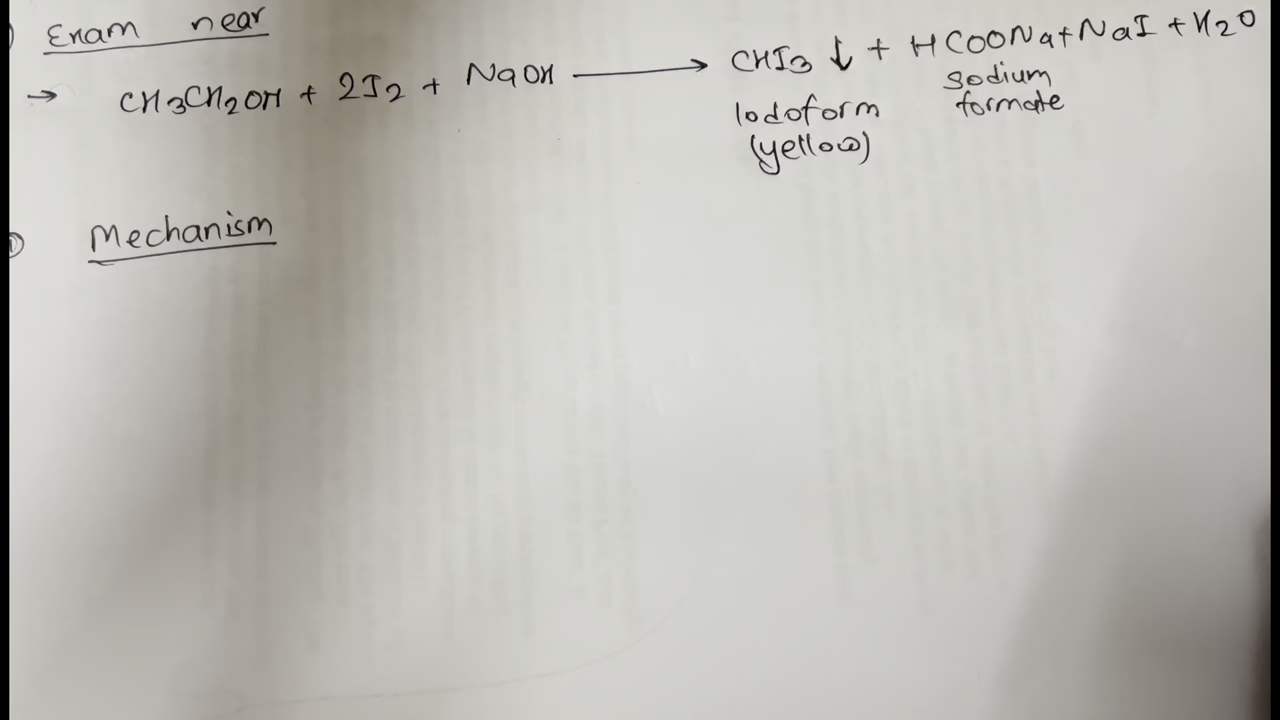 Exam near
→ CH3CH2OH + 2I2 + NaOH ⟶ CHI3 ↓ + HCOONa + NaI + H2O
Iodoform sodium
(yellow) formate
Mechanism